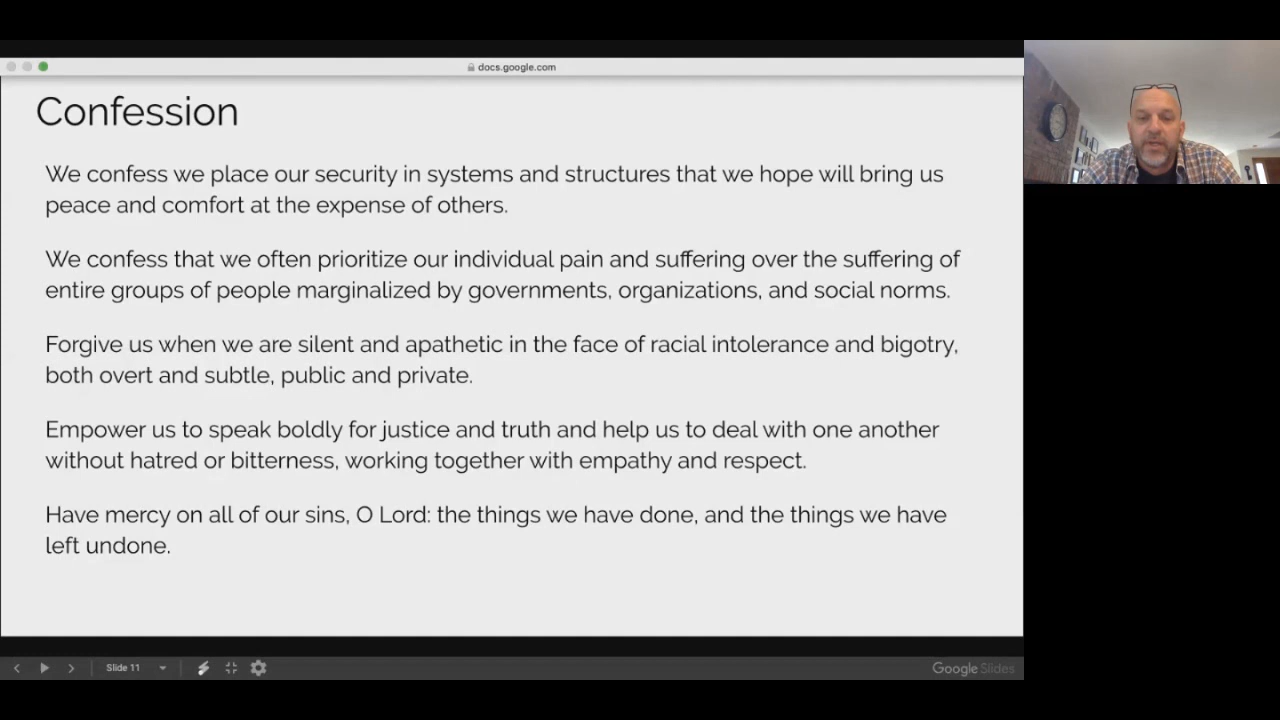 docs.google.com
Confession
We confess we place our security in systems and structures that we hope will bring us
peace and comfort at the expense of others.
We confess that we often prioritize our individual pain and suffering over the suffering of
entire groups of people marginalized by governments, organizations, and social norms.
Forgive us when we are silent and apathetic in the face of racial intolerance and bigotry,
both overt and subtle, public and private.
Empower us to speak boldly for justice and truth and help us to deal with one another
without hatred or bitterness, working together with empathy and respect.
Have mercy on all of our sins, O Lord: the things we have done, and the things we have
left undone.
Slide 11
Google Slides